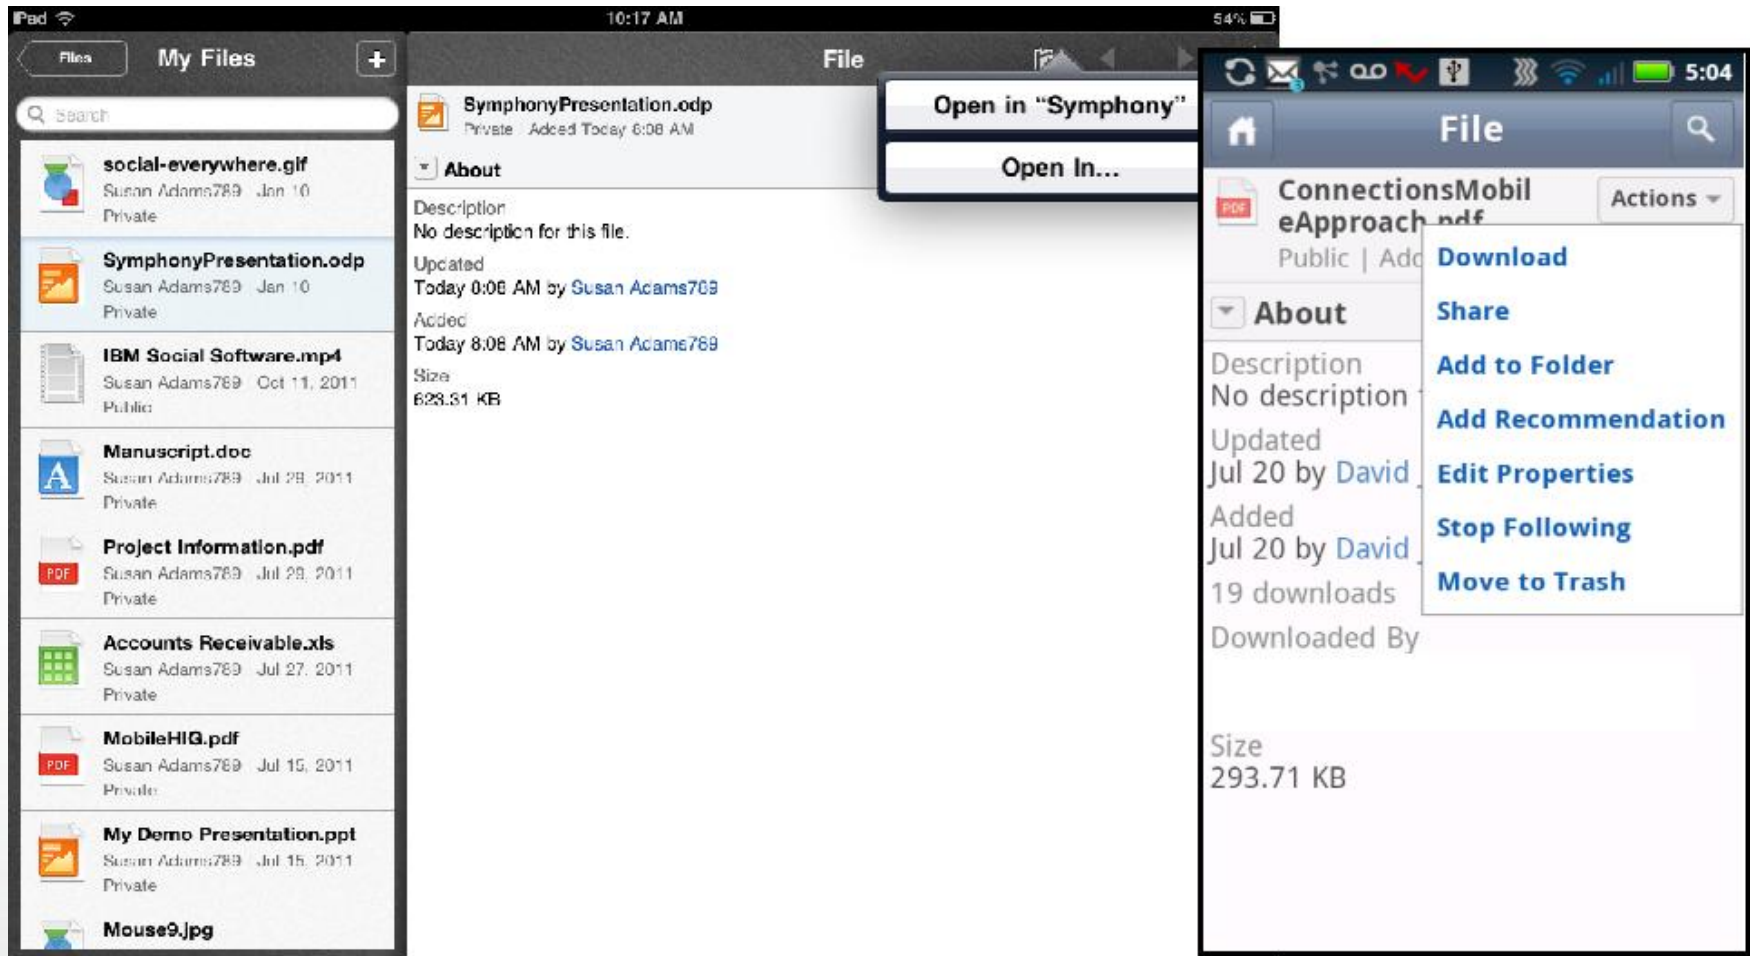 iPad
10:17 AM
54%
Files
My Files
+
Search
social-everywhere.gif
Susan Adams789 Jan 10
Private
SymphonyPresentation.odp
Susan Adams789 Jan 10
Private
IBM Social Software.mp4
Susan Adams789 Oct 11, 2011
Public
Manuscript.doc
Susan Adams789 Jul 29, 2011
Private
PDF
Project Information.pdf
Susan Adams789 Jul 29, 2011
Private
Accounts Receivable.xls
Susan Adams789 Jul 27, 2011
Private
PDF
MobileHIG.pdf
Susan Adams789 Jul 15, 2011
Private
My Demo Presentation.ppt
Susan Adams789 Jul 15, 2011
Private
Mouse9.jpg
File
SymphonyPresentation.odp
Private Added Today 8:08 AM
About
Description
No description for this file.
Updated
Today 8:08 AM by Susan Adams789
Added
Today 8:08 AM by Susan Adams789
Size
623.31 KB
Open in “Symphony”
Open In...
5:04
File
PDF
ConnectionsMobil
eApproach.pdf
Public | Add
Actions
About
Description
No description
Updated
Jul 20 by David
Added
Jul 20 by David
19 downloads
Downloaded By
Size
293.71 KB
Download
Share
Add to Folder
Add Recommendation
Edit Properties
Stop Following
Move to Trash